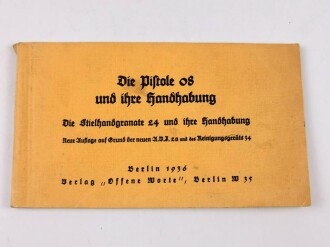 Die Pistole 08
und ihre Handhabung
Die Stielhandgranate 24 und ihre Handhabung
Neue Auflage auf Grund der neuen A.V.J. 2a und des Reinigungsgeräts 34
Berlin 1936
Verlag „Offene Worte“, Berlin W 35